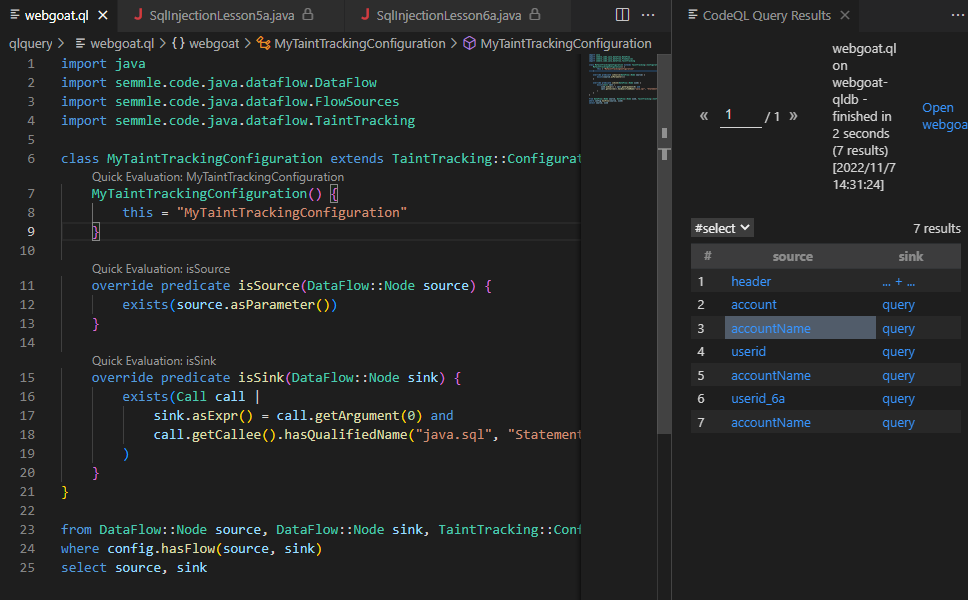 webgoat.ql
SqlInjectionLesson5a.java
SqlInjectionLesson6a.java
qlquery > webgoat.ql > {} webgoat > MyTaintTrackingConfiguration > MyTaintTrackingConfiguration
1 import java
2 import semmle.code.java.dataflow.DataFlow
3 import semmle.code.java.dataflow.FlowSources
4 import semmle.code.java.dataflow.TaintTracking
5
6 class MyTaintTrackingConfiguration extends TaintTracking::Configurat
Quick Evaluation: MyTaintTrackingConfiguration
7 MyTaintTrackingConfiguration() {
8 this = "MyTaintTrackingConfiguration"
9 }
10
Quick Evaluation: isSource
11 override predicate isSource(DataFlow::Node source) {
12 exists(source.asParameter())
13 }
14
Quick Evaluation: isSink
15 override predicate isSink(DataFlow::Node sink) {
16 exists(Call call |
17 sink.asExpr() = call.getArgument(0) and
18 call.getCallee().hasQualifiedName("java.sql", "Statement
19 )
20 }
21 }
22
23 from DataFlow::Node source, DataFlow::Node sink, TaintTracking::Conf
24 where config.hasFlow(source, sink)
25 select source, sink
CodeQL Query Results
« 1 / 1 »
webgoat.ql
on
webgoat-
qldb -
finished in
2 seconds
(7 results)
[2022/11/7
14:31:24]
Open
webgoa
#select
7 results
# source sink
1 header ... + ...
2 account query
3 accountName query
4 userid query
5 accountName query
6 userid_6a query
7 accountName query